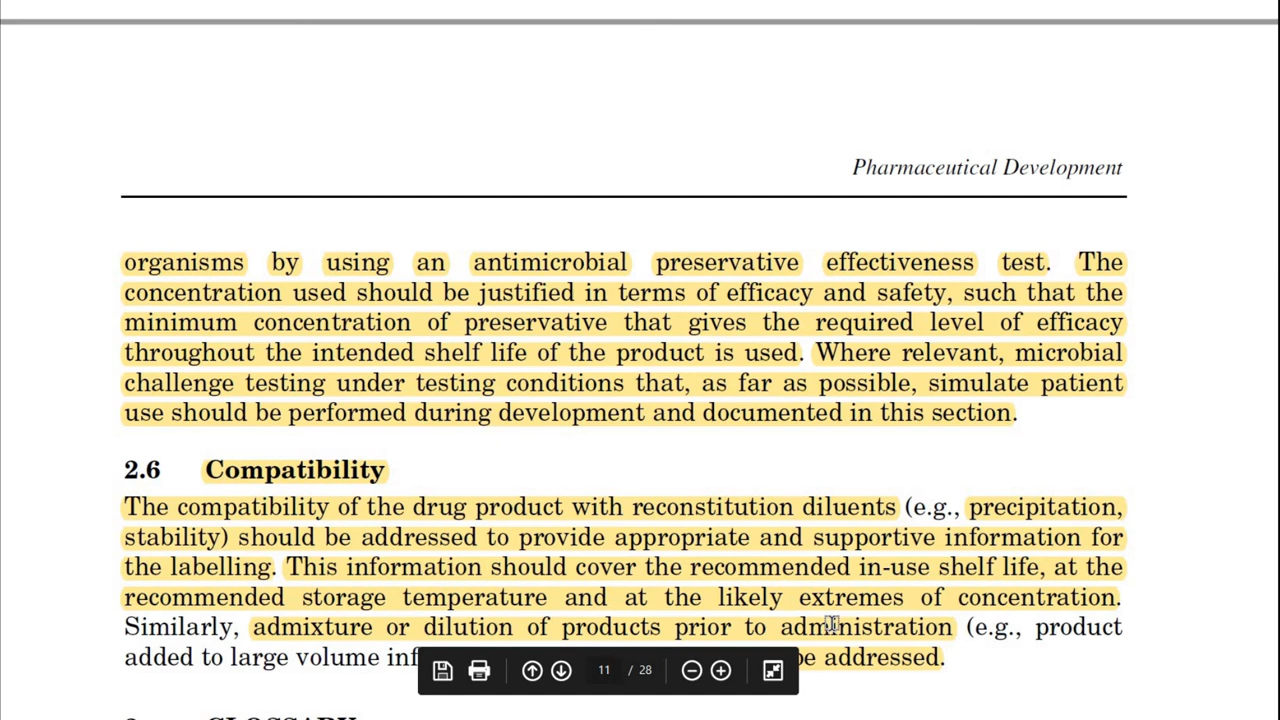 Pharmaceutical Development
organisms by using an antimicrobial preservative effectiveness test. The
concentration used should be justified in terms of efficacy and safety, such that the
minimum concentration of preservative that gives the required level of efficacy
throughout the intended shelf life of the product is used. Where relevant, microbial
challenge testing under testing conditions that, as far as possible, simulate patient
use should be performed during development and documented in this section.
2.6 Compatibility
The compatibility of the drug product with reconstitution diluents (e.g., precipitation,
stability) should be addressed to provide appropriate and supportive information for
the labelling. This information should cover the recommended in-use shelf life, at the
recommended storage temperature and at the likely extremes of concentration.
Similarly, admixture or dilution of products prior to administration (e.g., product
added to large volume be addressed.
11 / 28
GLOSSARY